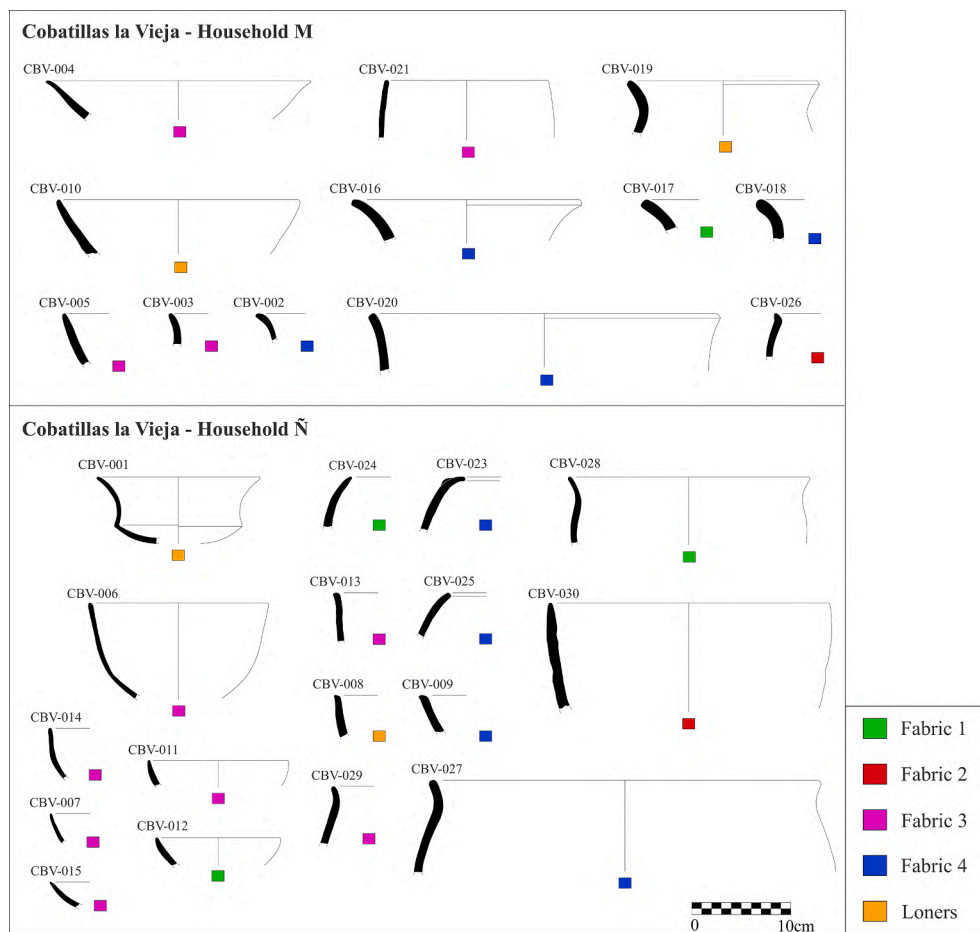 Cobatillas la Vieja - Household M
CBV-004
CBV-021
CBV-019
CBV-010
CBV-016
CBV-017
CBV-018
CBV-005
CBV-003
CBV-002
CBV-020
CBV-026
Cobatillas la Vieja - Household Ñ
CBV-001
CBV-024
CBV-023
CBV-028
CBV-006
CBV-013
CBV-025
CBV-030
CBV-008
CBV-009
CBV-014
CBV-011
CBV-029
CBV-027
CBV-007
CBV-012
CBV-015
0 10cm
Fabric 1
Fabric 2
Fabric 3
Fabric 4
Loners